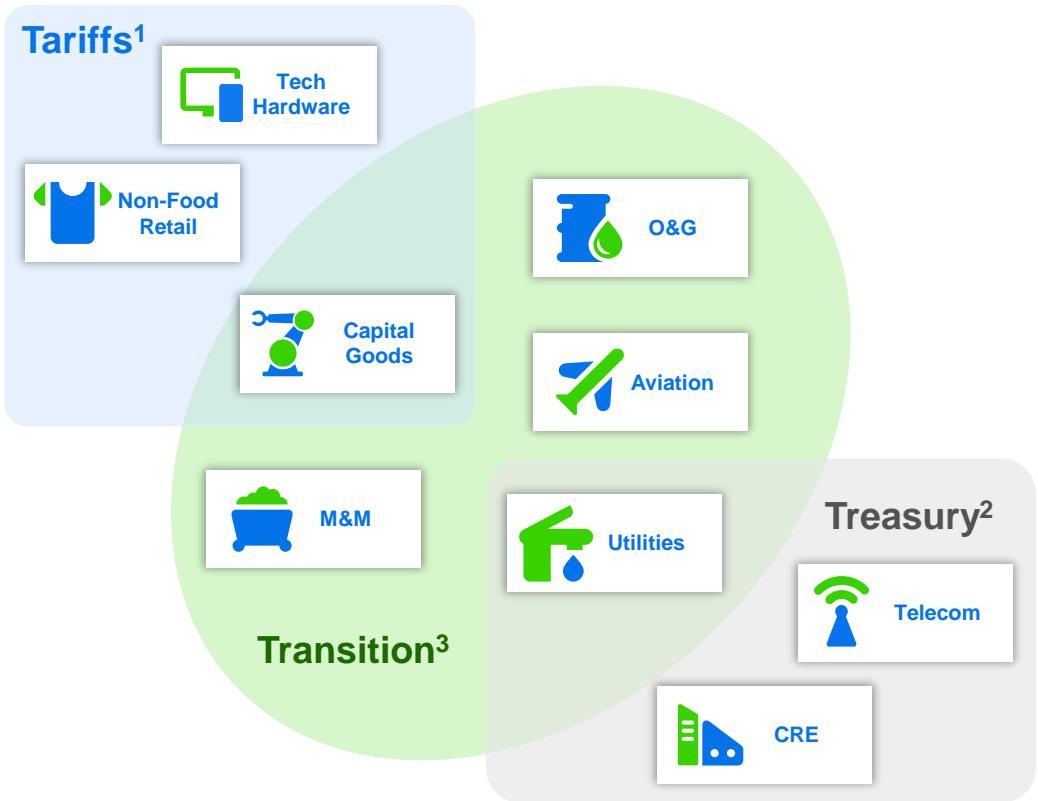 Tariffs¹
Tech
Hardware
Non-Food
Retail
O&G
Capital
Goods
Aviation
M&M
Utilities
Treasury²
Telecom
Transition³
CRE